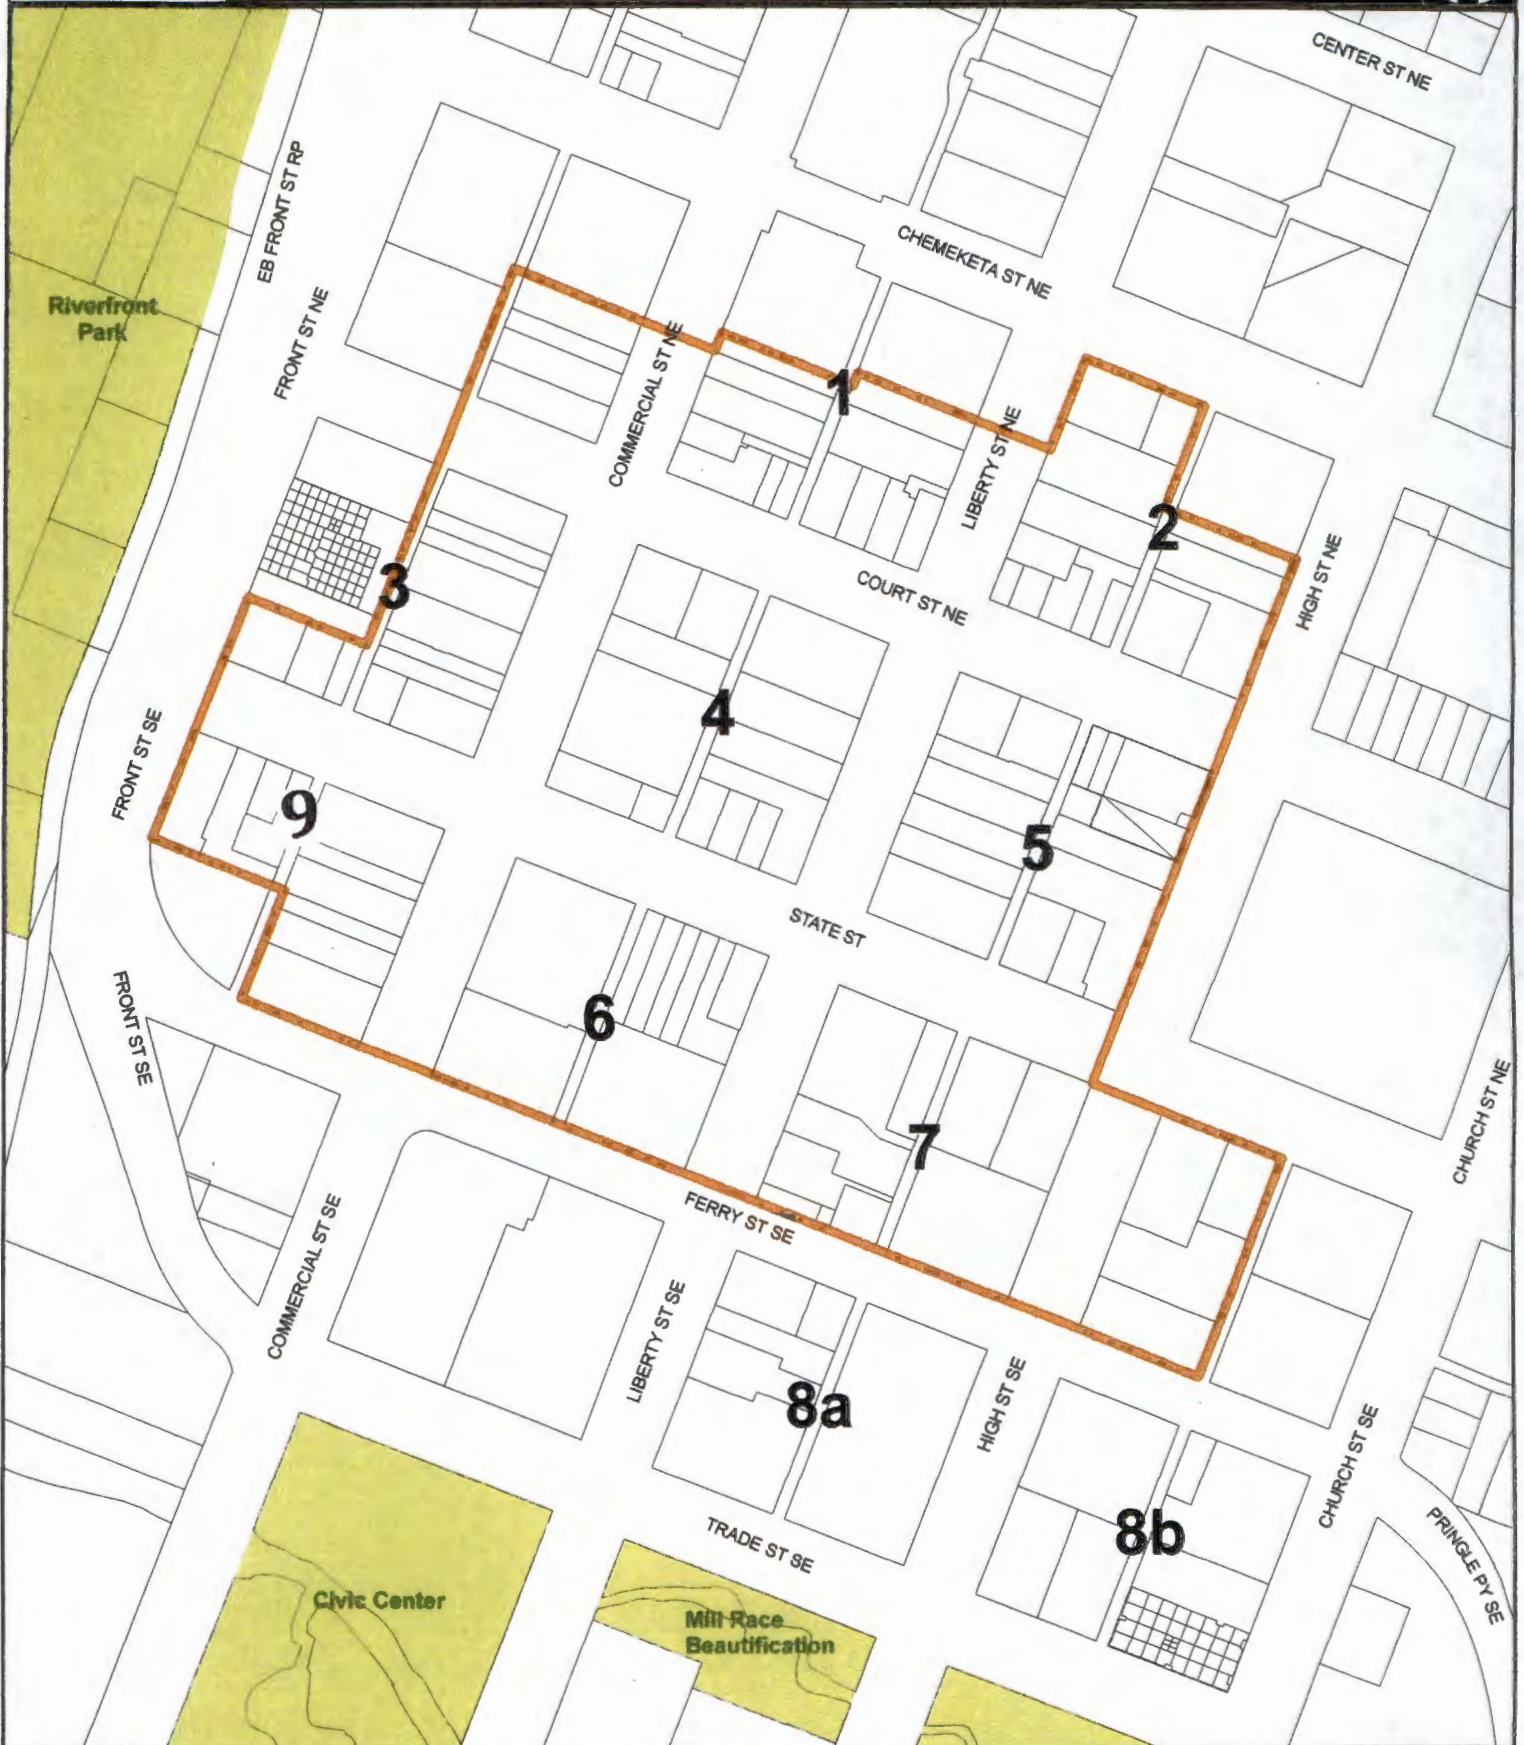 CENTER ST NE
EB FRONT ST RP
CHEMEKETA ST NE
Riverfront
Park
FRONT ST NE
COMMERCIAL ST NE
1
LIBERTY ST NE
2
HIGH ST NE
3
COURT ST NE
4
FRONT ST SE
9
5
STATE ST
6
FRONT ST SE
7
CHURCH ST NE
FERRY ST SE
COMMERCIAL ST SE
LIBERTY ST SE
8a
HIGH ST SE
CHURCH ST SE
8b
PRINGLE PY SE
TRADE ST SE
Civic Center
Mill Race
Beautification